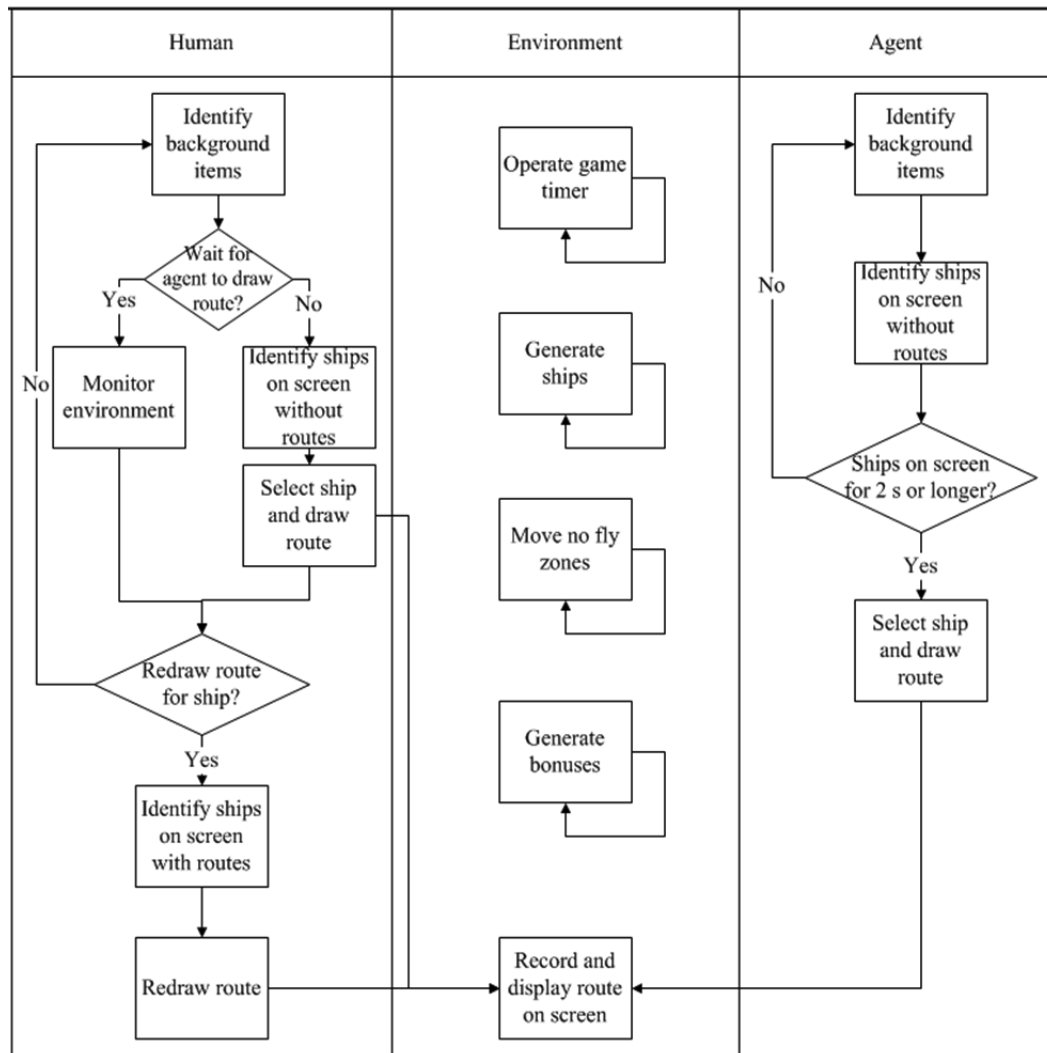 Human
Environment
Agent
Identify
background
items
Wait for
agent to draw
route?
Yes
No
No
Monitor
environment
Identify ships
on screen
without
routes
Select ship
and draw
route
Redraw route
for ship?
Yes
Identify ships
on screen
with routes
Redraw route
Operate game
timer
Generate
ships
Move no fly
zones
Generate
bonuses
Record and
display route
on screen
Identify
background
items
No
Identify ships
on screen
without
routes
Ships on screen
for 2 s or longer?
Yes
Select ship
and draw
route